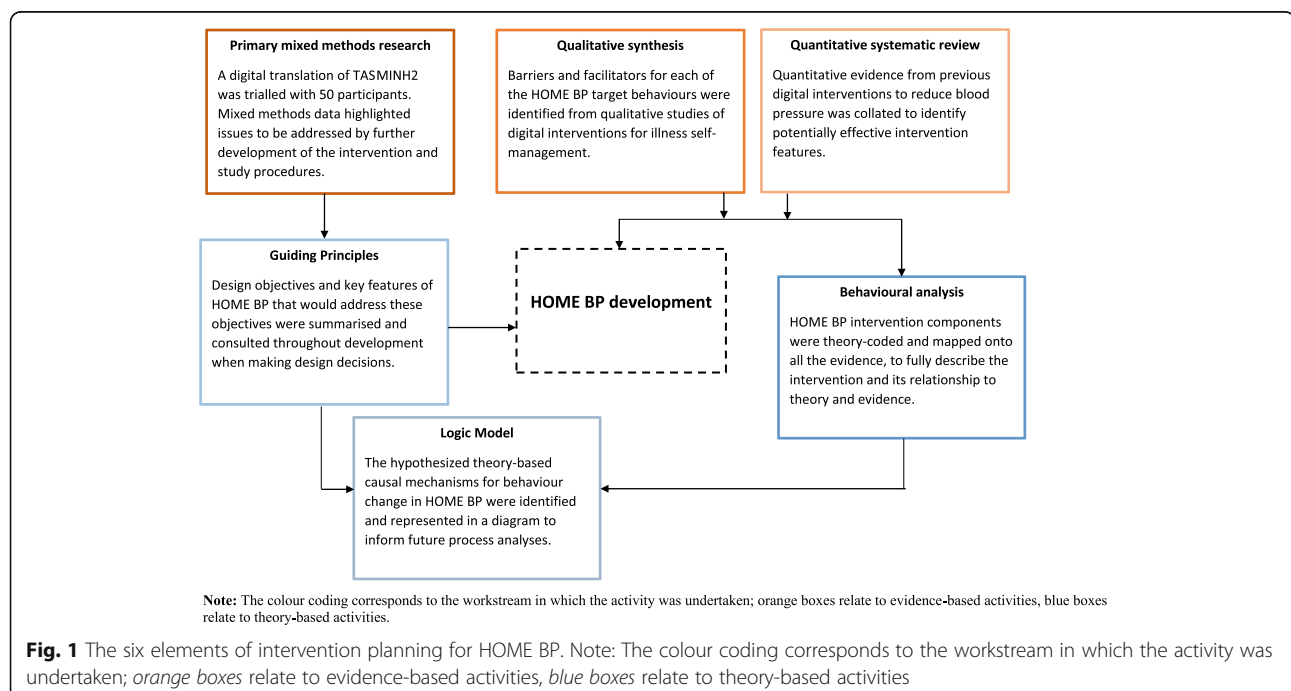 Primary mixed methods research
A digital translation of TASMINH2
was trialled with 50 participants.
Mixed methods data highlighted
issues to be addressed by further
development of the intervention and
study procedures.
Qualitative synthesis
Barriers and facilitators for each of
the HOME BP target behaviours were
identified from qualitative studies of
digital interventions for illness self-
management.
Quantitative systematic review
Quantitative evidence from previous
digital interventions to reduce blood
pressure was collated to identify
potentially effective intervention
features.
Guiding Principles
Design objectives and key features of
HOME BP that would address these
objectives were summarised and
consulted throughout development
when making design decisions.
HOME BP development
Behavioural analysis
HOME BP intervention components
were theory-coded and mapped onto
all the evidence, to fully describe the
intervention and its relationship to
theory and evidence.
Logic Model
The hypothesized theory-based
causal mechanisms for behaviour
change in HOME BP were identified
and represented in a diagram to
inform future process analyses.
Note: The colour coding corresponds to the workstream in which the activity was undertaken; orange boxes relate to evidence-based activities, blue boxes
relate to theory-based activities.
Fig. 1 The six elements of intervention planning for HOME BP. Note: The colour coding corresponds to the workstream in which the activity was
undertaken; orange boxes relate to evidence-based activities, blue boxes relate to theory-based activities